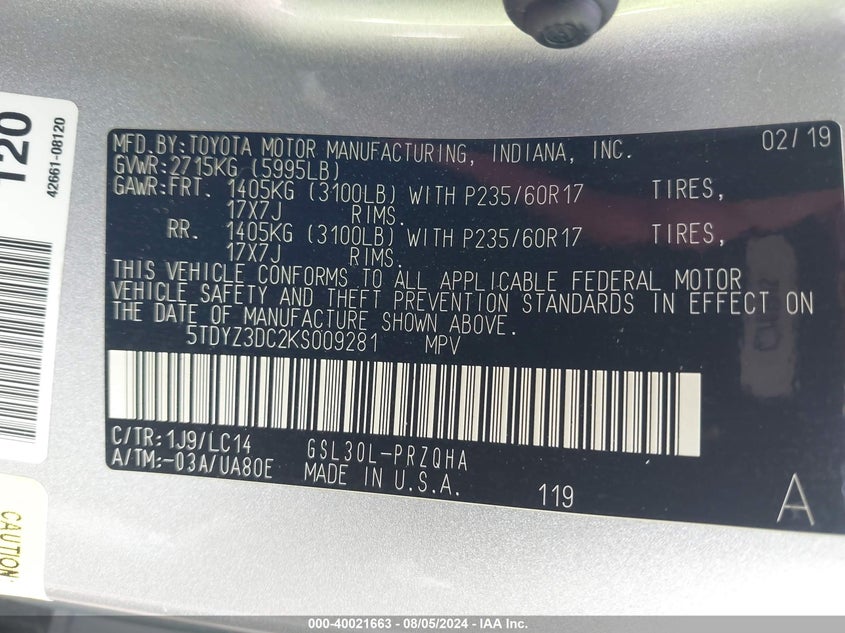 120
42661-08120
MFD.BY:TOYOTA MOTOR MANUFACTURING, INDIANA, INC. 02/19
GVWR:2715KG (5995LB)
GAWR:FRT. 1405KG (3100LB) WITH P235/60R17 TIRES,
17X7J RIMS.
RR. 1405KG (3100LB) WITH P235/60R17 TIRES,
17X7J RIMS.
THIS VEHICLE CONFORMS TO ALL APPLICABLE FEDERAL MOTOR
VEHICLE SAFETY AND THEFT PREVENTION STANDARDS IN EFFECT ON
THE DATE OF MANUFACTURE SHOWN ABOVE.
5TDYZ3DC2KS009281 MPV
C/TR:1J9/LC14 GSL30L-PRZQHA
A/TM:-03A/UA80E MADE IN U.S.A. 119 A
CAUTION
000-40021663 - 08/05/2024 - IAA Inc.